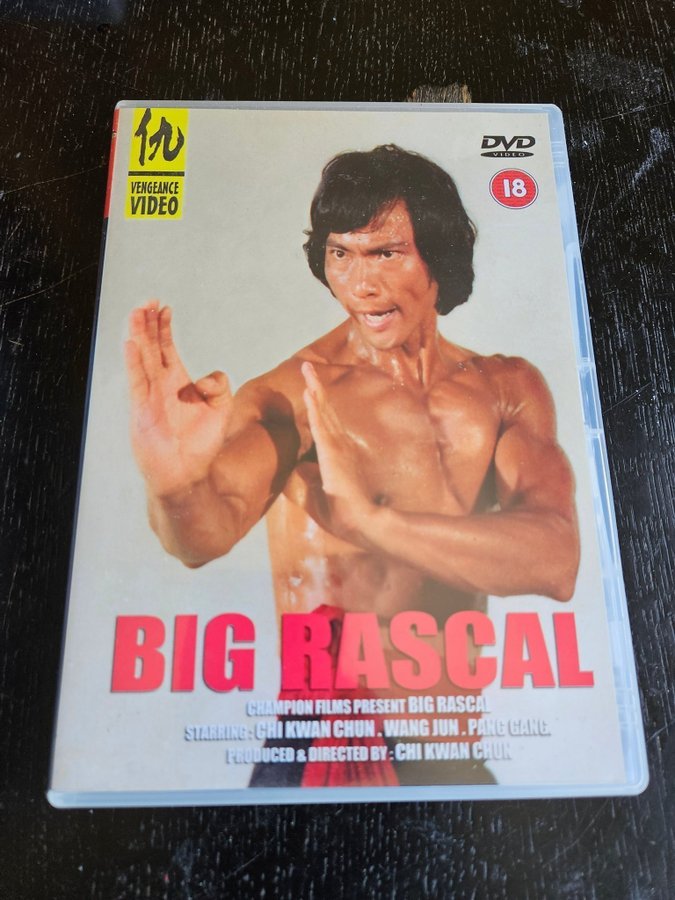 仇
VENGEANCE
VIDEO
DVD
VIDEO
18
BIG RASCAL
CHAMPION FILMS PRESENT BIG RASCAL
STARRING : CHI KWAN CHUN . WANG JUN . PANG GANG.
PRODUCED & DIRECTED BY : CHI KWAN CHUN